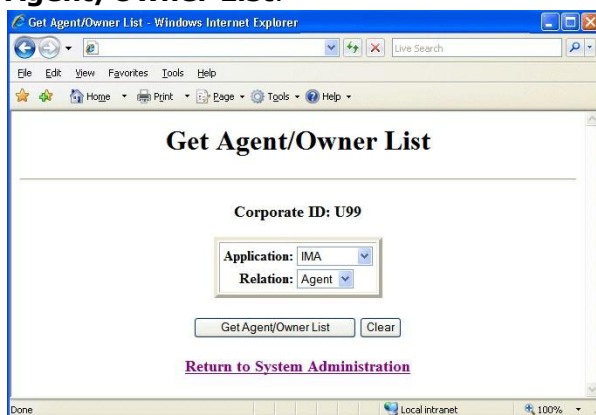 Agent/Owner List.
Get Agent/Owner List - Windows Internet Explorer
Live Search
File Edit View Favorites Tools Help
Home Print Page Tools Help
Get Agent/Owner List
Corporate ID: U99
Application: IMA
Relation: Agent
Get Agent/Owner List Clear
Return to System Administration
Done Local intranet 100%